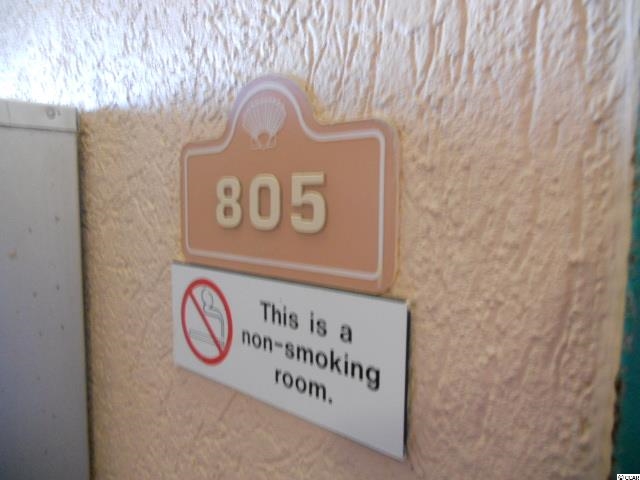 805
This is a
non-smoking
room.